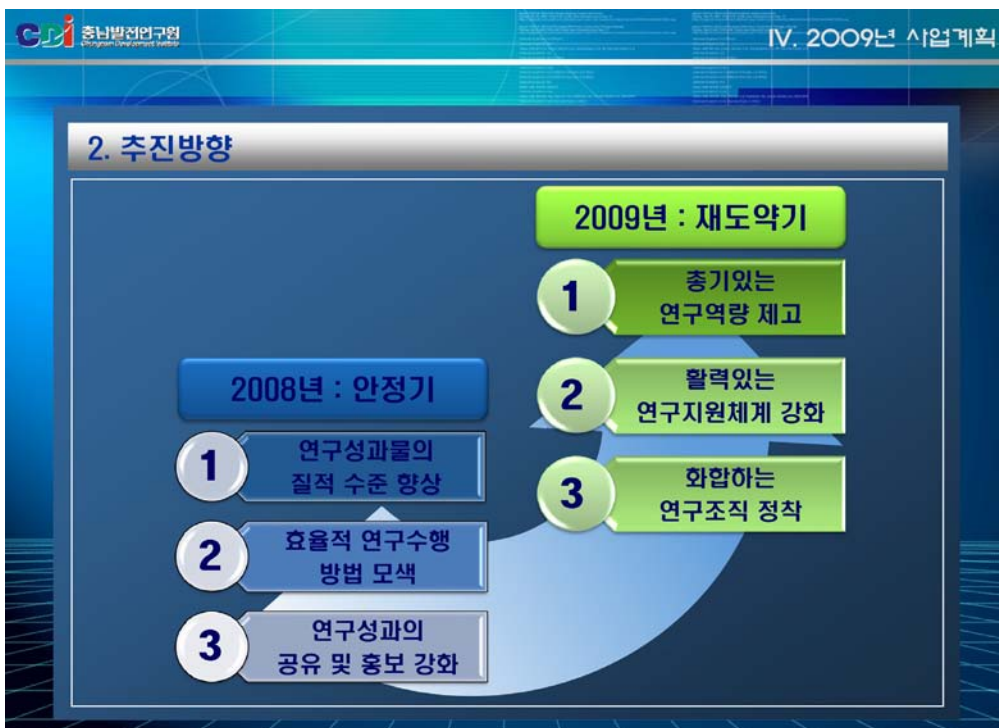 CDI 충남발전연구원
Chungnam Development Institute
IV. 2009년 사업계획
2. 추진방향
2009년 : 재도약기
1
총기있는
연구역량 제고
2
활력있는
연구지원체계 강화
3
화합하는
연구조직 정착
2008년 : 안정기
1
연구성과물의
질적 수준 향상
2
효율적 연구수행
방법 모색
3
연구성과의
공유 및 홍보 강화